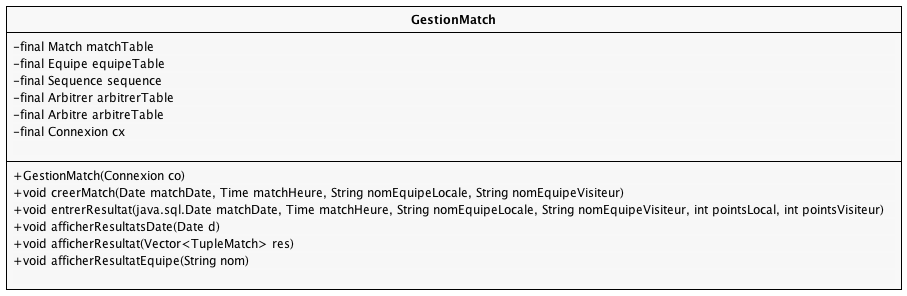 GestionMatch
-final Match matchTable
-final Equipe equipeTable
-final Sequence sequence
-final Arbitrer arbitrerTable
-final Arbitre arbitreTable
-final Connexion cx
+GestionMatch(Connexion co)
+void creerMatch(Date matchDate, Time matchHeure, String nomEquipeLocale, String nomEquipeVisiteur)
+void entrerResultat(java.sql.Date matchDate, Time matchHeure, String nomEquipeLocale, String nomEquipeVisiteur, int pointsLocal, int pointsVisiteur)
+void afficherResultatsDate(Date d)
+void afficherResultat(Vector<TupleMatch> res)
+void afficherResultatEquipe(String nom)